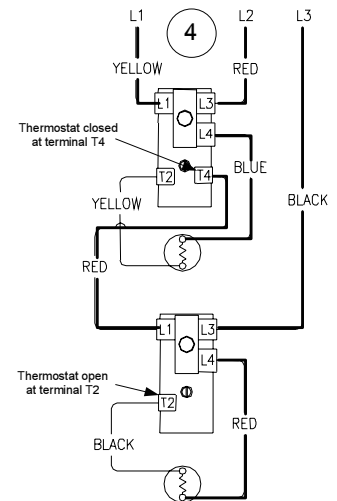 L1 4 L2 L3
YELLOW RED
L1 L3
Thermostat closed
at terminal T4
L4
T2 T4
BLUE
YELLOW
BLACK
RED
L1 L3
L4
Thermostat open
at terminal T2
T2
RED
BLACK